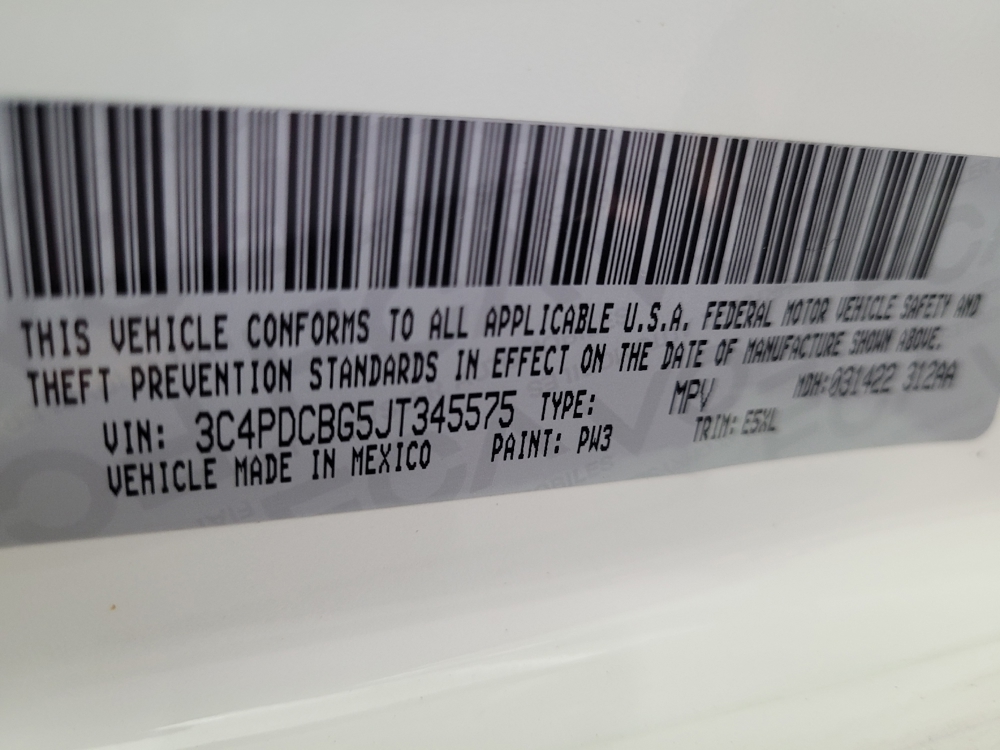 THIS VEHICLE CONFORMS TO ALL APPLICABLE U.S.A. FEDERAL MOTOR VEHICLE SAFETY AND
THEFT PREVENTION STANDARDS IN EFFECT ON THE DATE OF MANUFACTURE SHOWN ABOVE.
VIN: 3C4PDCBG5JT345575 TYPE: MPV MDH: 031422 312AA
VEHICLE MADE IN MEXICO PAINT: PW3 TRIM: E5XL